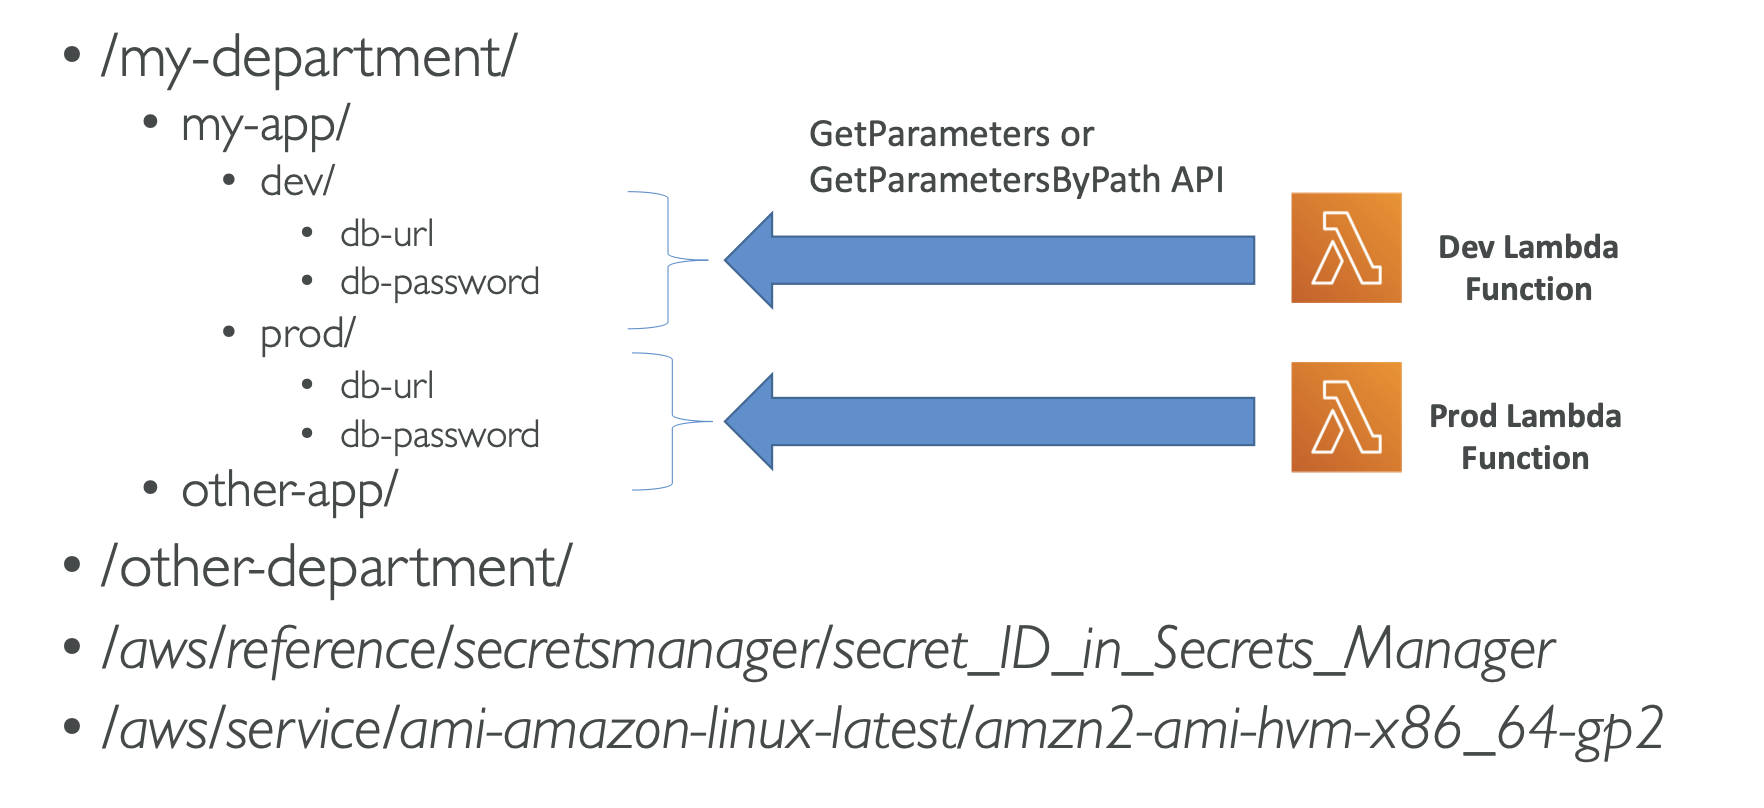 • /my-department/
• my-app/
• dev/
• db-url
• db-password
• prod/
• db-url
• db-password
• other-app/
• /other-department/
• /aws/reference/secretsmanager/secret_ID_in_Secrets_Manager
• /aws/service/ami-amazon-linux-latest/amzn2-ami-hvm-x86_64-gp2
GetParameters or
GetParametersByPath API
Dev Lambda
Function
Prod Lambda
Function